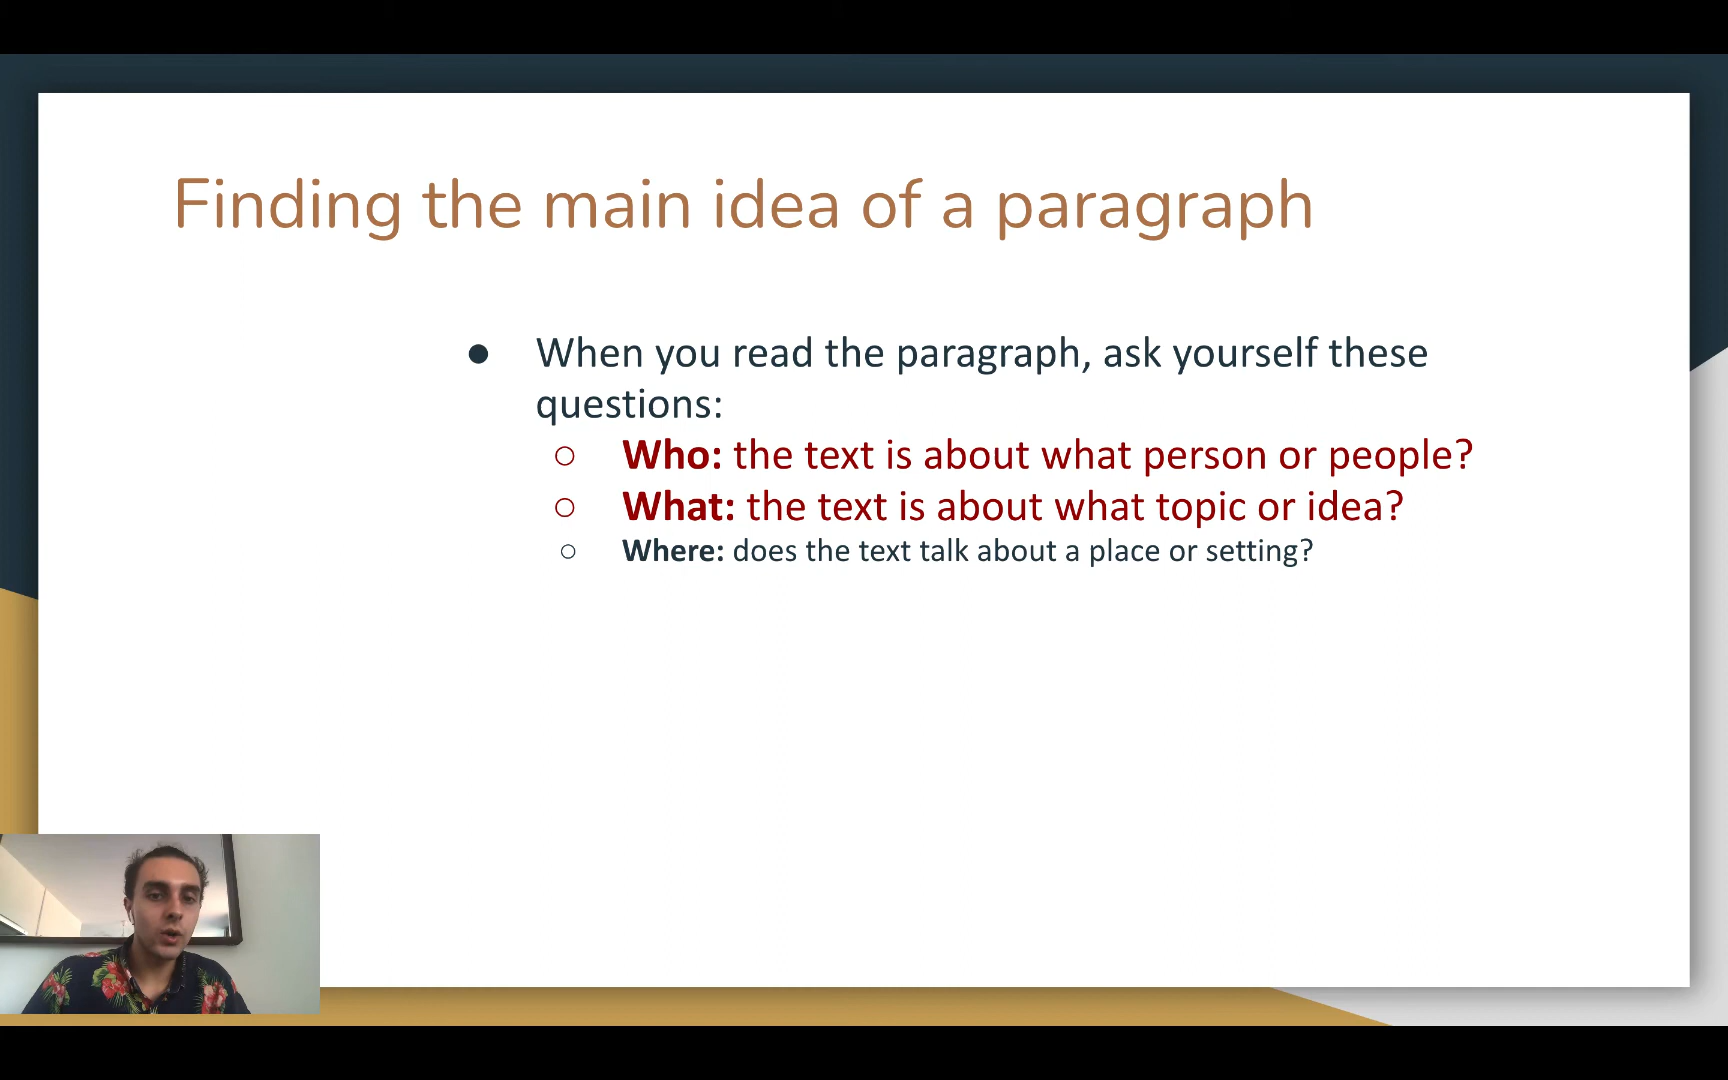 Finding the main idea of a paragraph
● When you read the paragraph, ask yourself these
questions:
○ Who: the text is about what person or people?
○ What: the text is about what topic or idea?
○ Where: does the text talk about a place or setting?